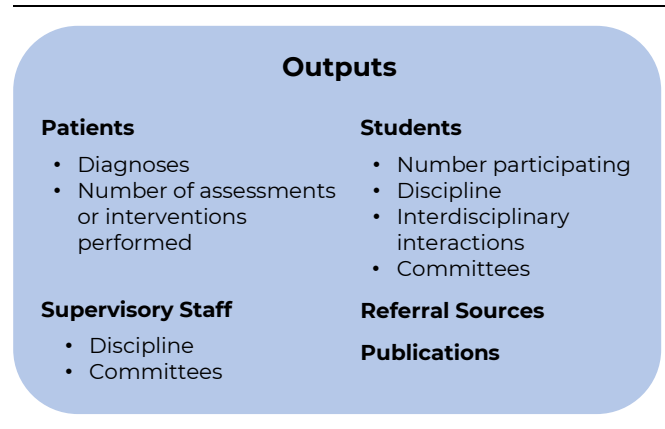 Outputs
Patients
• Diagnoses
• Number of assessments
or interventions
performed
Students
• Number participating
• Discipline
• Interdisciplinary
interactions
• Committees
Supervisory Staff
• Discipline
• Committees
Referral Sources
Publications